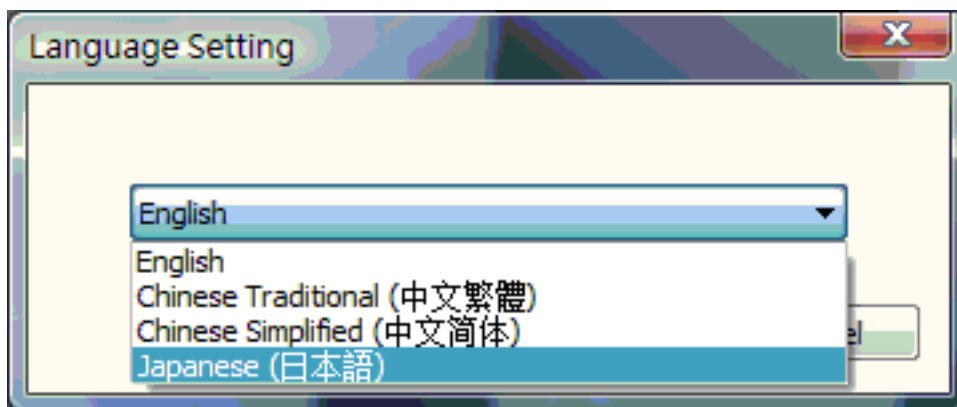 Language Setting
English
English
Chinese Traditional (中文繁體)
Chinese Simplified (中文简体)
Japanese (日本語)